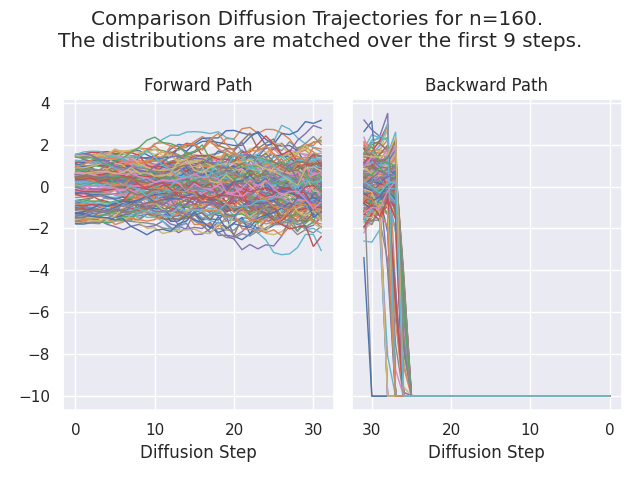 Comparison Diffusion Trajectories for n=160.
The distributions are matched over the first 9 steps.
Forward Path
Backward Path
4
2
0
−2
−4
−6
−8
−10
0 10 20 30
30 20 10 0
Diffusion Step
Diffusion Step